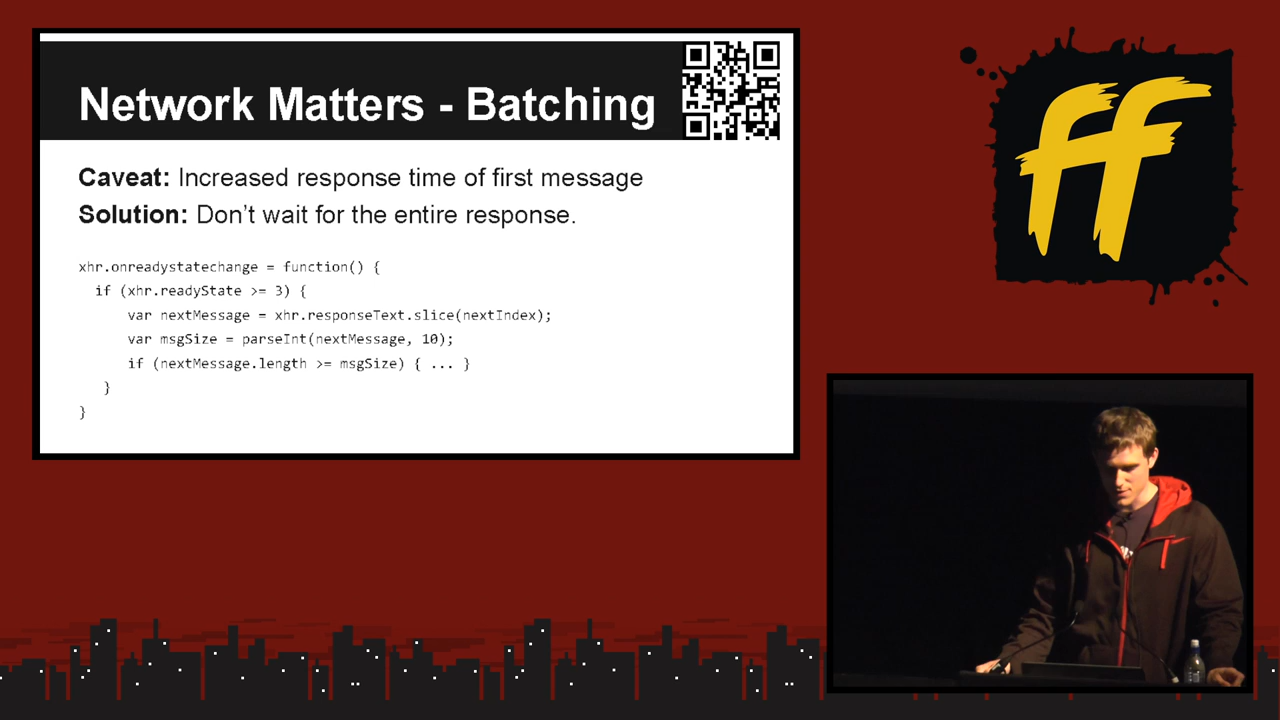 Network Matters - Batching
Caveat: Increased response time of first message
Solution: Don't wait for the entire response.
xhr.onreadystatechange = function() {
if (xhr.readyState >= 3) {
var nextMessage = xhr.responseText.slice(nextIndex);
var msgSize = parseInt(nextMessage, 10);
if (nextMessage.length >= msgSize) { ... }
}
}
ff